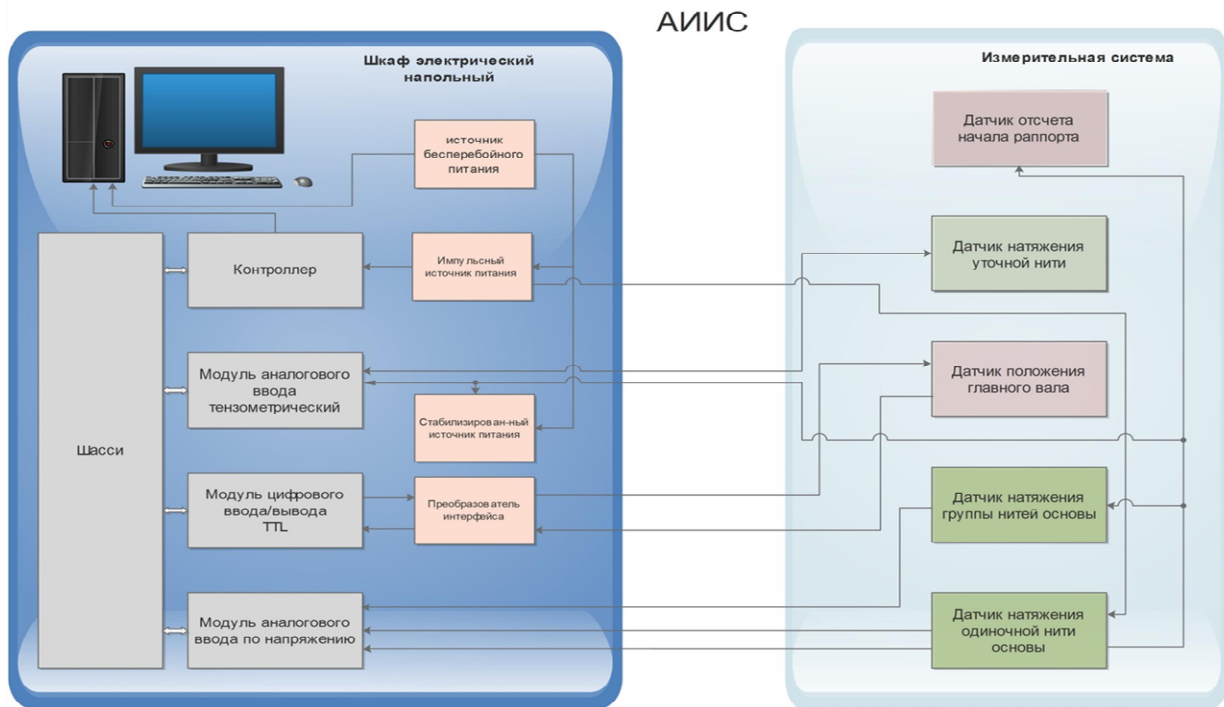 АИИС
Шкаф электрический
напольный
источник
бесперебойного
питания
Контроллер
Импульсный
источник питания
Модуль аналогового
ввода
тензометрический
Стабилизирован-ный
источник питания
Шасси
Модуль цифрового
ввода/вывода
TTL
Преобразователь
интерфейса
Модуль аналогового
ввода по напряжению
Измерительная система
Датчик отсчета
начала раппорта
Датчик натяжения
уточной нити
Датчик положения
главного вала
Датчик натяжения
группы нитей основы
Датчик натяжения
одиночной нити
основы